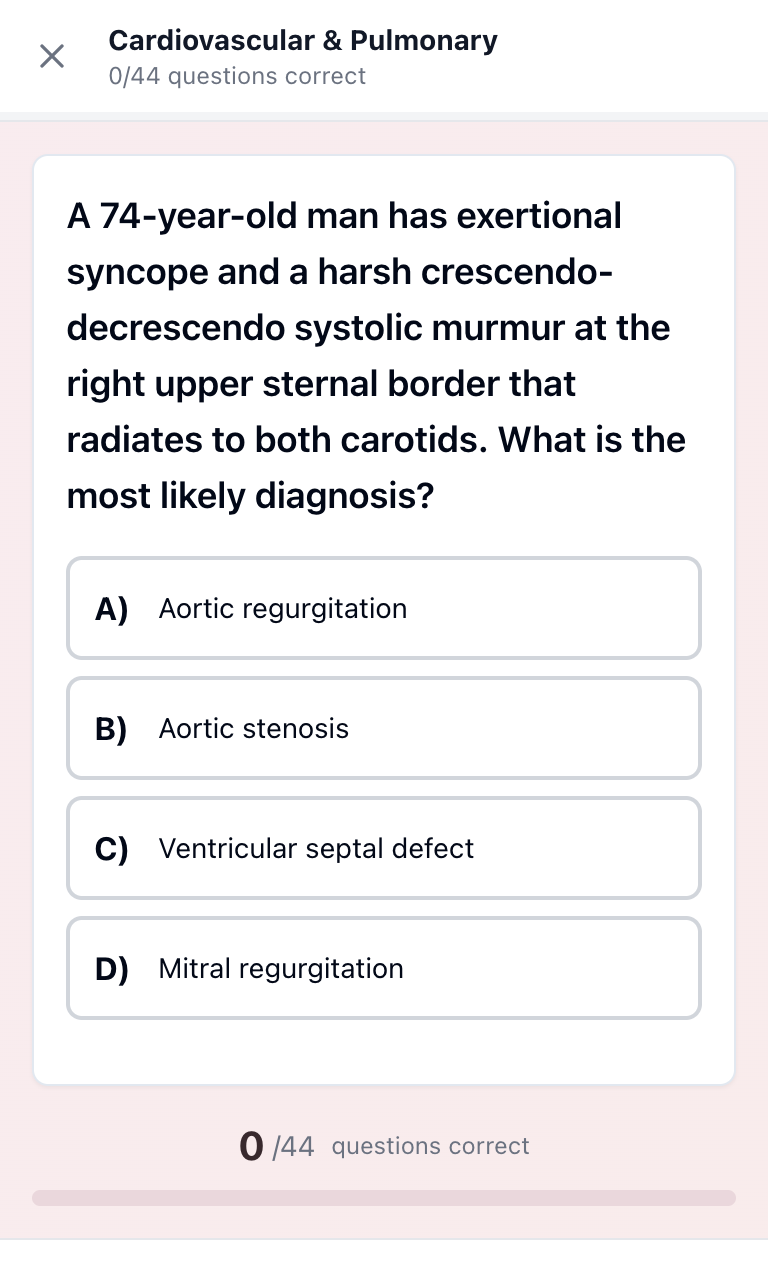 Cardiovascular & Pulmonary
0/44 questions correct
A 74-year-old man has exertional
syncope and a harsh crescendo-
decrescendo systolic murmur at the
right upper sternal border that
radiates to both carotids. What is the
most likely diagnosis?
A) Aortic regurgitation
B) Aortic stenosis
C) Ventricular septal defect
D) Mitral regurgitation
0 /44 questions correct